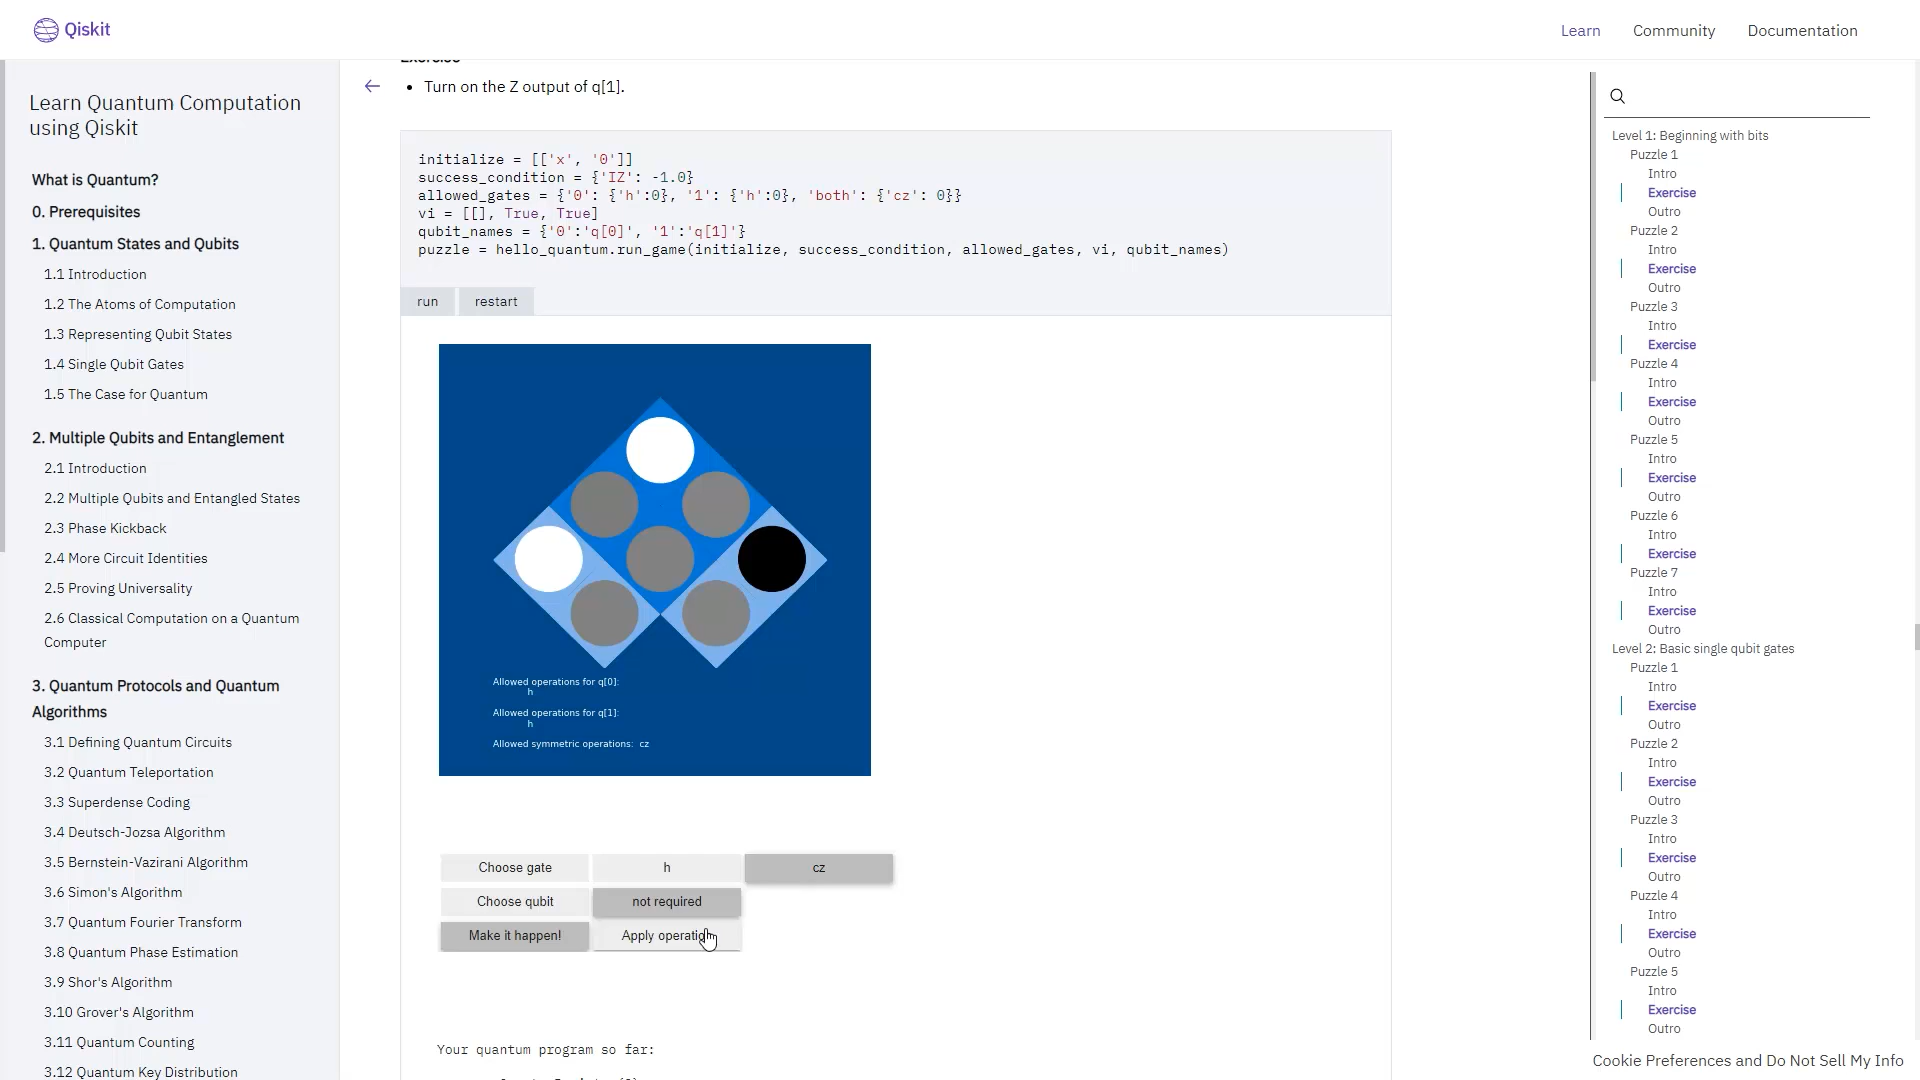 Qiskit
Learn
Community
Documentation
Learn Quantum Computation
using Qiskit
What is Quantum?
0. Prerequisites
1. Quantum States and Qubits
1.1 Introduction
1.2 The Atoms of Computation
1.3 Representing Qubit States
1.4 Single Qubit Gates
1.5 The Case for Quantum
2. Multiple Qubits and Entanglement
2.1 Introduction
2.2 Multiple Qubits and Entangled States
2.3 Phase Kickback
2.4 More Circuit Identities
2.5 Proving Universality
2.6 Classical Computation on a Quantum
Computer
3. Quantum Protocols and Quantum
Algorithms
3.1 Defining Quantum Circuits
3.2 Quantum Teleportation
3.3 Superdense Coding
3.4 Deutsch-Jozsa Algorithm
3.5 Bernstein-Vazirani Algorithm
3.6 Simon's Algorithm
3.7 Quantum Fourier Transform
3.8 Quantum Phase Estimation
3.9 Shor's Algorithm
3.10 Grover's Algorithm
3.11 Quantum Counting
3.12 Quantum Key Distribution
Exercise
• Turn on the Z output of q[1].
initialize = [['x', '0']]
success_condition = {'IZ': -1.0}
allowed_gates = {'0': {'h':0}, '1': {'h':0}, 'both': {'cz': 0}}
vi = [[], True, True]
qubit_names = {'0':'q[0]', '1':'q[1]'}
puzzle = hello_quantum.run_game(initialize, success_condition, allowed_gates, vi, qubit_names)
run
restart
Allowed operations for q[0]:
h
Allowed operations for q[1]:
h
Allowed symmetric operations: cz
Choose gate
h
cz
Choose qubit
not required
Make it happen!
Apply operation
Your quantum program so far:
Level 1: Beginning with bits
Puzzle 1
Intro
Exercise
Outro
Puzzle 2
Intro
Exercise
Outro
Puzzle 3
Intro
Exercise
Puzzle 4
Intro
Exercise
Outro
Puzzle 5
Intro
Exercise
Outro
Puzzle 6
Intro
Exercise
Puzzle 7
Intro
Exercise
Outro
Level 2: Basic single qubit gates
Puzzle 1
Intro
Exercise
Outro
Puzzle 2
Intro
Exercise
Outro
Puzzle 3
Intro
Exercise
Outro
Puzzle 4
Intro
Exercise
Outro
Puzzle 5
Intro
Exercise
Outro
Cookie Preferences and Do Not Sell My Info